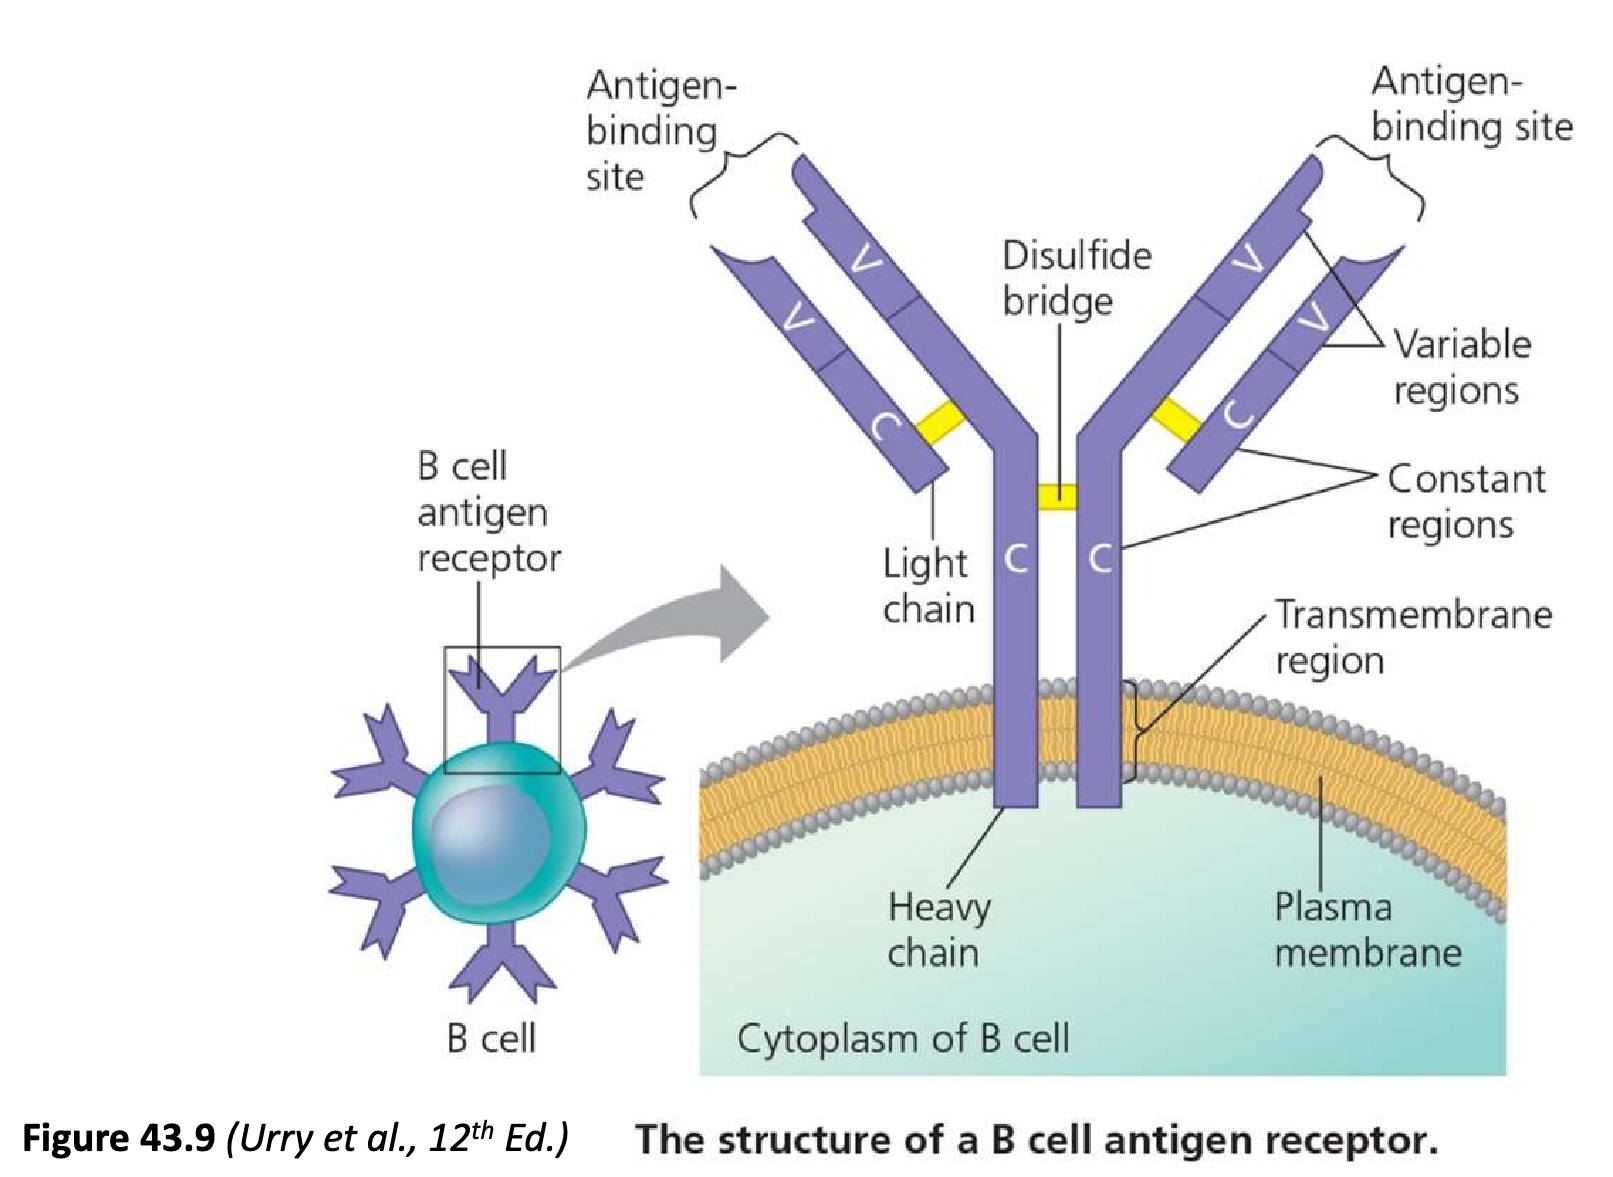 Antigen-
binding
site
Antigen-
binding site
Disulfide
bridge
V
V
V
V
Variable
regions
C
C
B cell
antigen
receptor
Constant
regions
Light
chain
C
C
Transmembrane
region
Heavy
chain
Plasma
membrane
B cell
Cytoplasm of B cell
Figure 43.9 (Urry et al., 12th Ed.)
The structure of a B cell antigen receptor.